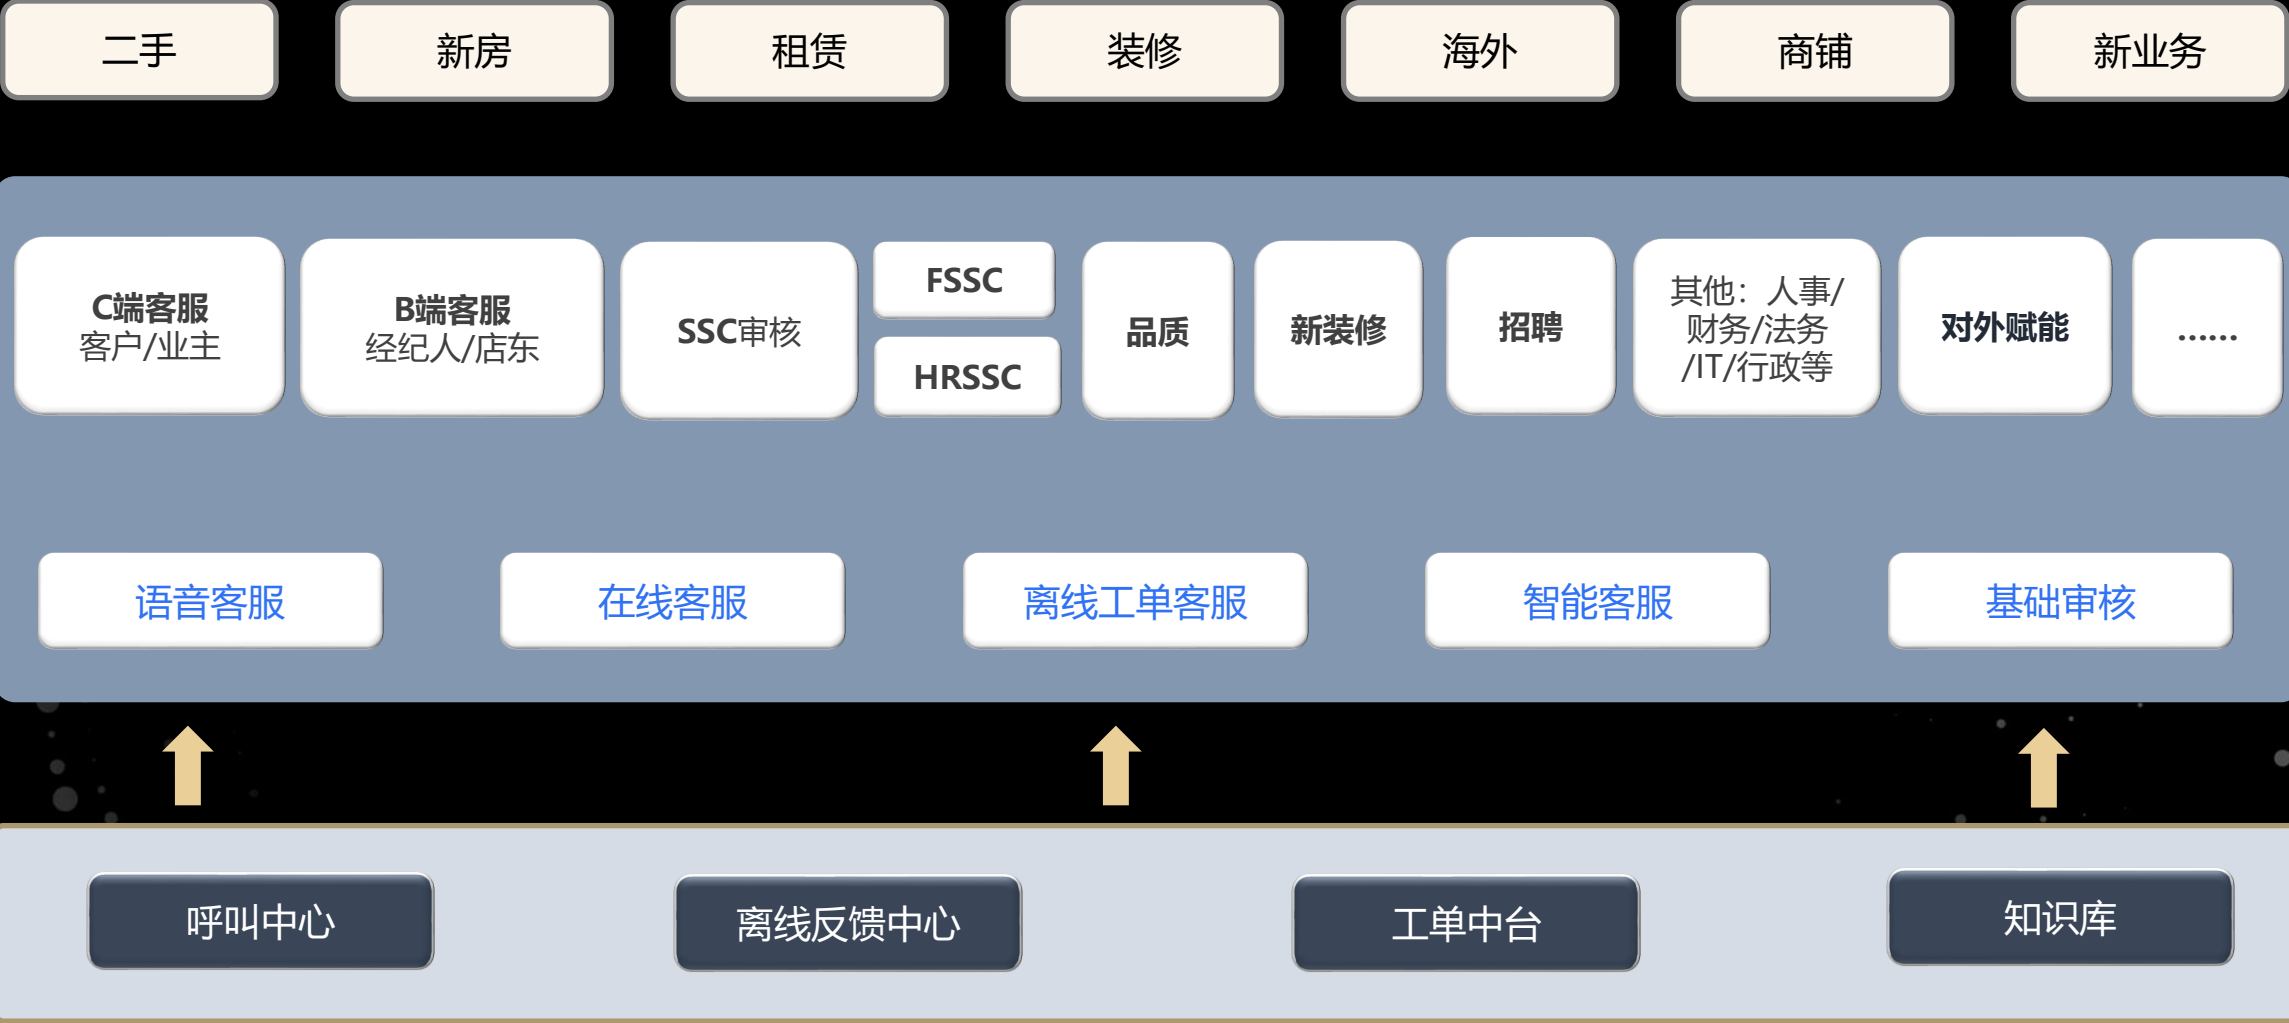 二手
新房
租赁
装修
海外
商铺
新业务
C端客服
客户/业主
B端客服
经纪人/店东
SSC审核
FSSC
HRSSC
品质
新装修
招聘
其他：人事/
财务/法务
/IT/行政等
对外赋能
……
语音客服
在线客服
离线工单客服
智能客服
基础审核
呼叫中心
离线反馈中心
工单中台
知识库